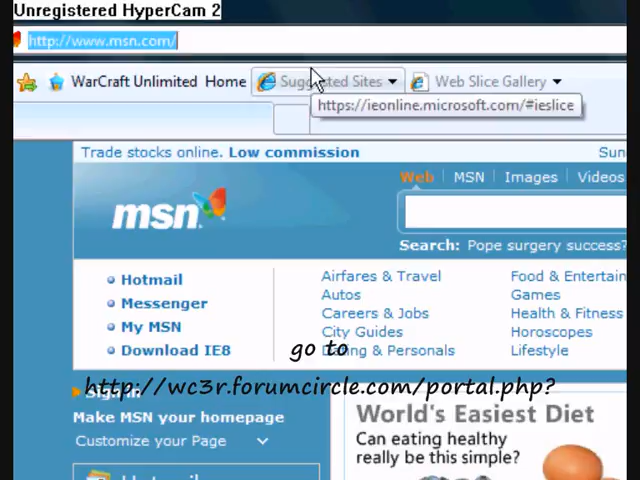 Unregistered HyperCam 2
http://www.msn.com/
WarCraft Unlimited Home Suggested Sites Web Slice Gallery
https://ieonline.microsoft.com/#ieslice
Trade stocks online. Low commission Sun
Web MSN Images Videos
msn
Search: Pope surgery success?
Hotmail
Messenger
My MSN
Download IE8
Airfares & Travel
Autos
Careers & Jobs
City Guides
Dating & Personals
Food & Entertain
Games
Health & Fitness
Horoscopes
Lifestyle
go to
http://wc3r.forumcircle.com/portal.php?
Sign in
Make MSN your homepage
Customize your Page
World's Easiest Diet
Can eating healthy
really be this simple?